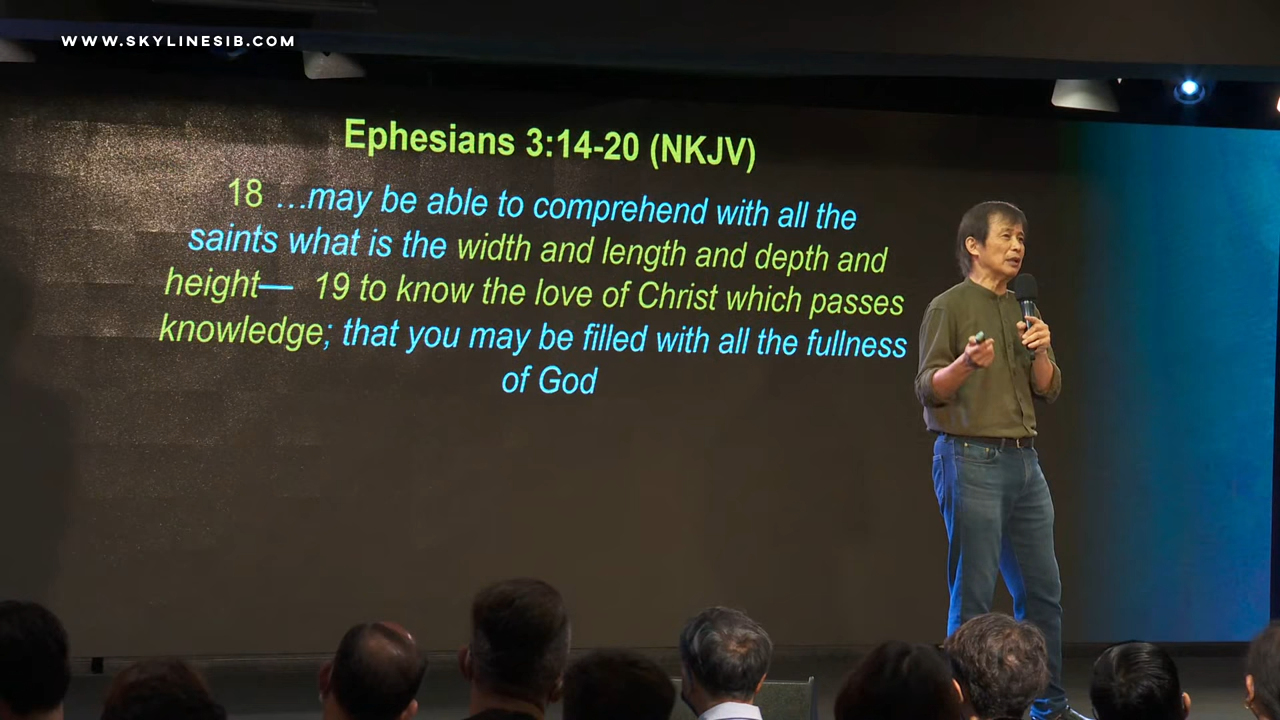 WWW.SKYLINESIB.COM
Ephesians 3:14-20 (NKJV)
18 …may be able to comprehend with all the
saints what is the width and length and depth and
height— 19 to know the love of Christ which passes
knowledge; that you may be filled with all the fullness
of God